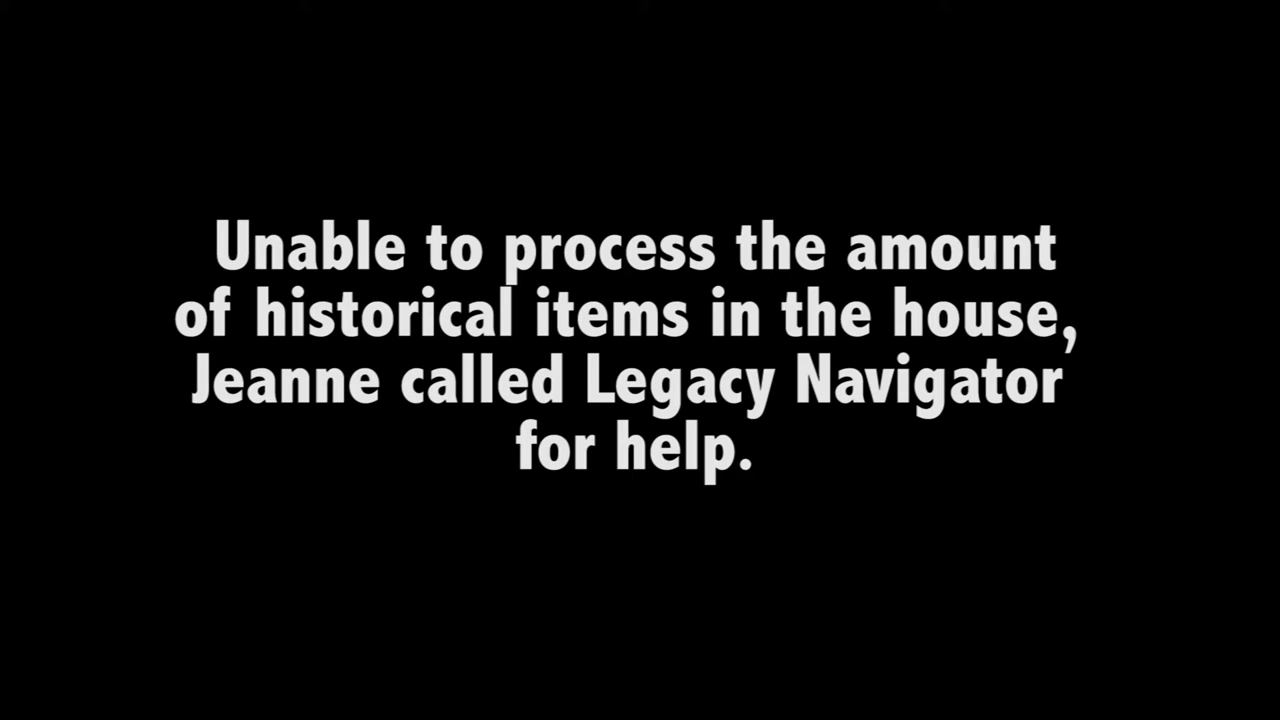 Unable to process the amount
of historical items in the house,
Jeanne called Legacy Navigator
for help.